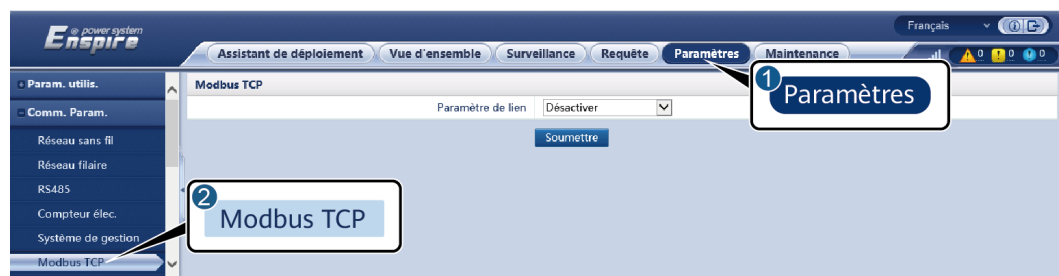 Enspire
@ power system
Français
Assistant de déploiement
Vue d'ensemble
Surveillance
Requête
Paramètres
Maintenance
0
0
0
Param. utilis.
Modbus TCP
Comm. Param.
Paramètre de lien
Désactiver
1
Paramètres
Soumettre
Réseau sans fil
Réseau filaire
RS485
Compteur élec.
Système de gestion
Modbus TCP
2
Modbus TCP